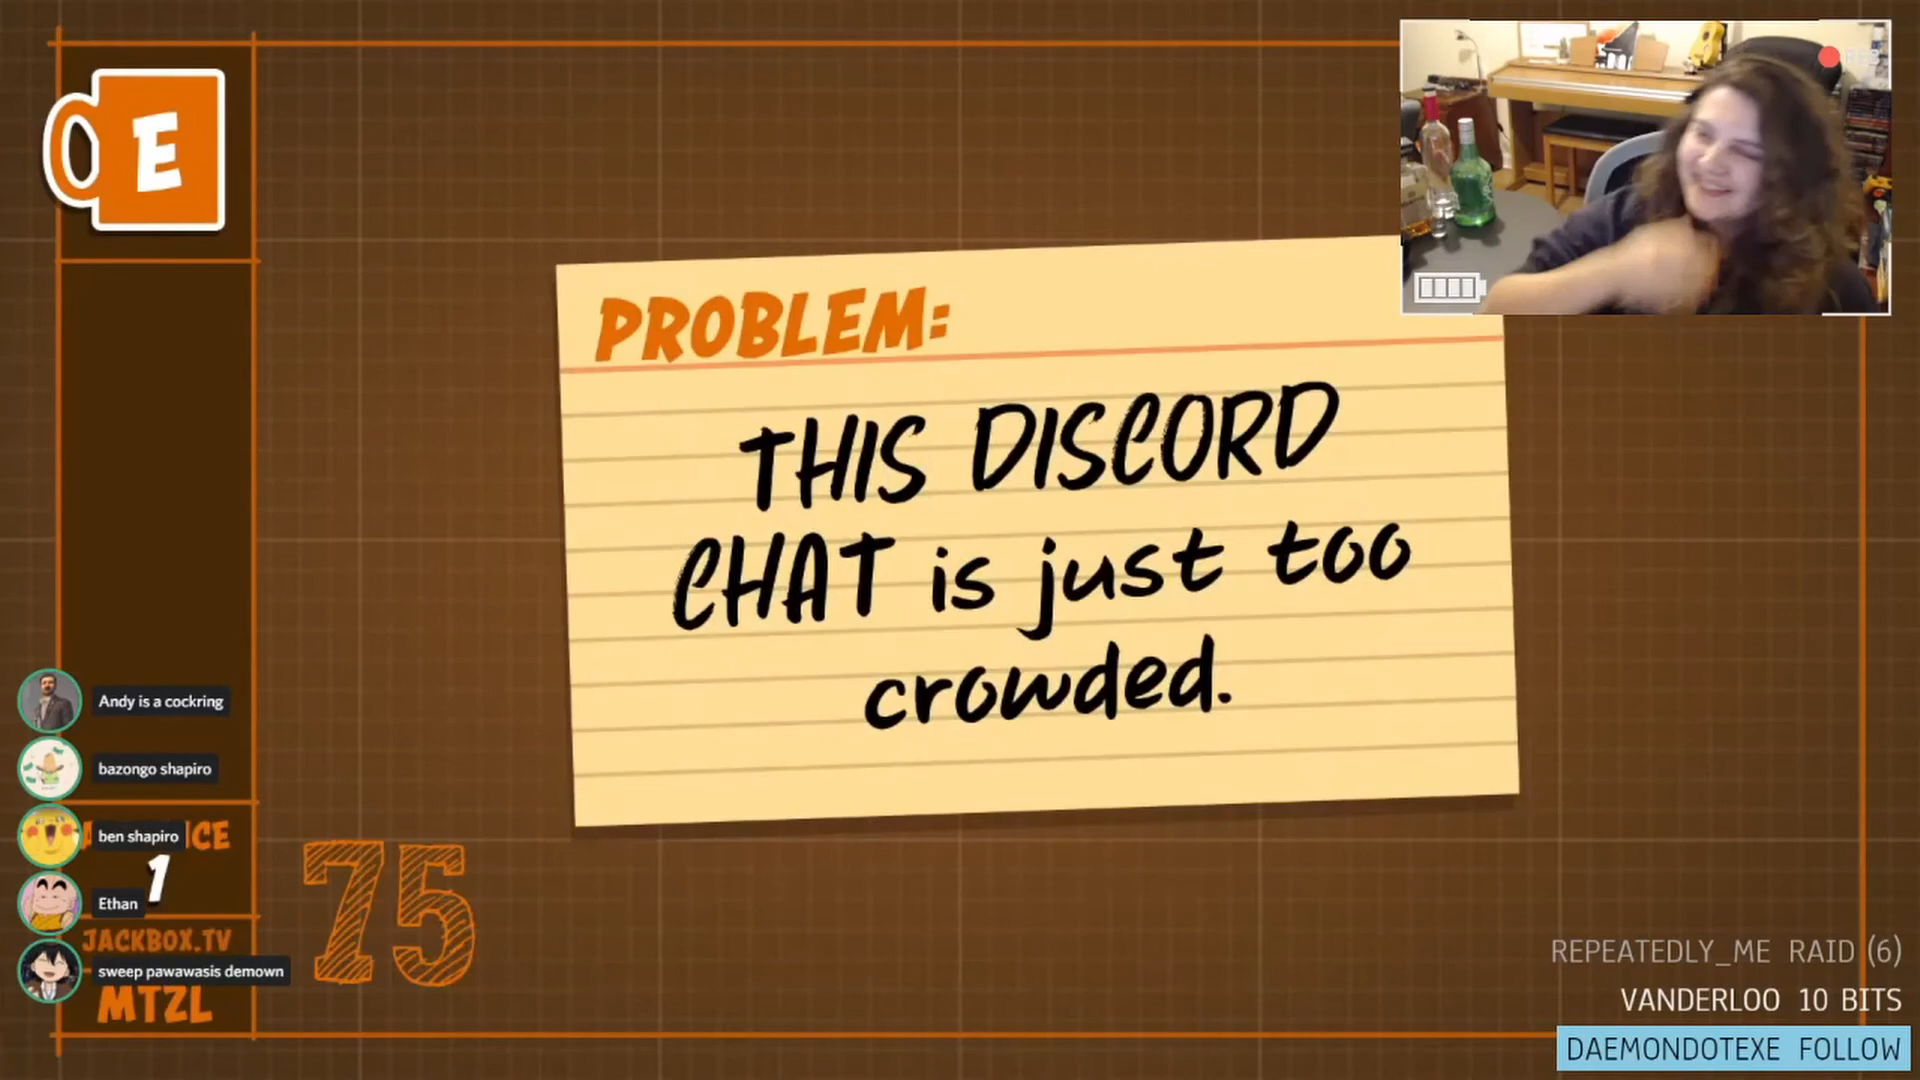 E
PROBLEM:
THIS DISCORD
CHAT is just too
crowded.
Andy is a cockring
bazongo shapiro
ben shapiro
1
Ethan
JACKBOX.TV
sweep pawawasis demown
MTZL
75
REPEATEDLY_ME RAID (6)
VANDERLOO 10 BITS
DAEMONDOTEXE FOLLOW